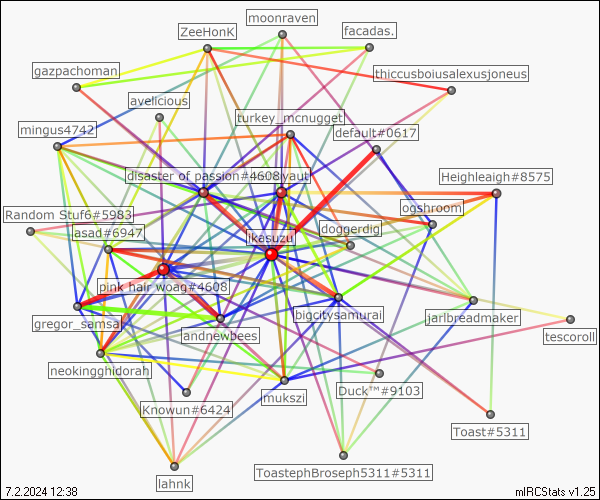 moonraven
ZeeHonK
facadas.
gazpachoman
thiccusboiusalexusjoneus
avelicious
turkey_mcnugget
mingus4742
default#0617
disaster of passion#4608
iyaut
Heighleaigh#8575
Random Stuf6#5983
ogshroom
asad#6947
ikasuzu
doggerdig
pink hair woag#4608
gregor_samsa
bigcitysamurai
jarlbreadmaker
andnewbees
tescoroll
neokingghidorah
mukszi
Duck™#9103
Knowun#6424
Toast#5311
lahnk
ToastephBroseph5311#5311
7.2.2024 12:38
mIRCStats v1.25